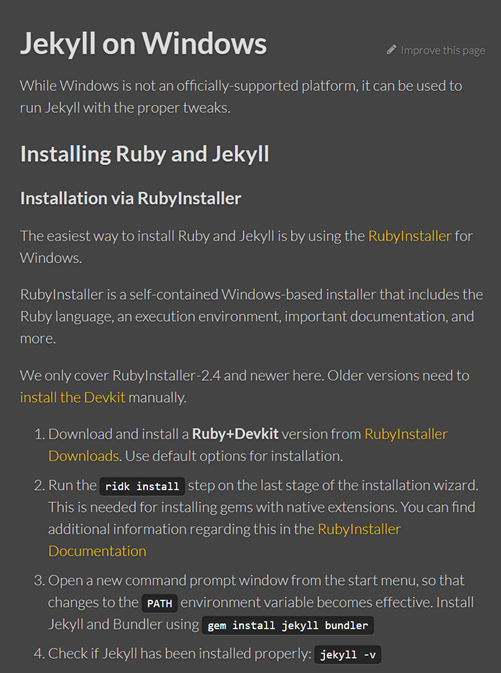 Jekyll on Windows
Improve this page
While Windows is not an officially-supported platform, it can be used to
run Jekyll with the proper tweaks.
Installing Ruby and Jekyll
Installation via RubyInstaller
The easiest way to install Ruby and Jekyll is by using the RubyInstaller for
Windows.
RubyInstaller is a self-contained Windows-based installer that includes the
Ruby language, an execution environment, important documentation, and
more.
We only cover RubyInstaller-2.4 and newer here. Older versions need to
install the Devkit manually.
1. Download and install a Ruby+Devkit version from RubyInstaller
Downloads. Use default options for installation.
2. Run the ridk install step on the last stage of the installation wizard.
This is needed for installing gems with native extensions. You can find
additional information regarding this in the RubyInstaller
Documentation
3. Open a new command prompt window from the start menu, so that
changes to the PATH environment variable becomes effective. Install
Jekyll and Bundler using gem install jekyll bundler
4. Check if Jekyll has been installed properly: jekyll -v